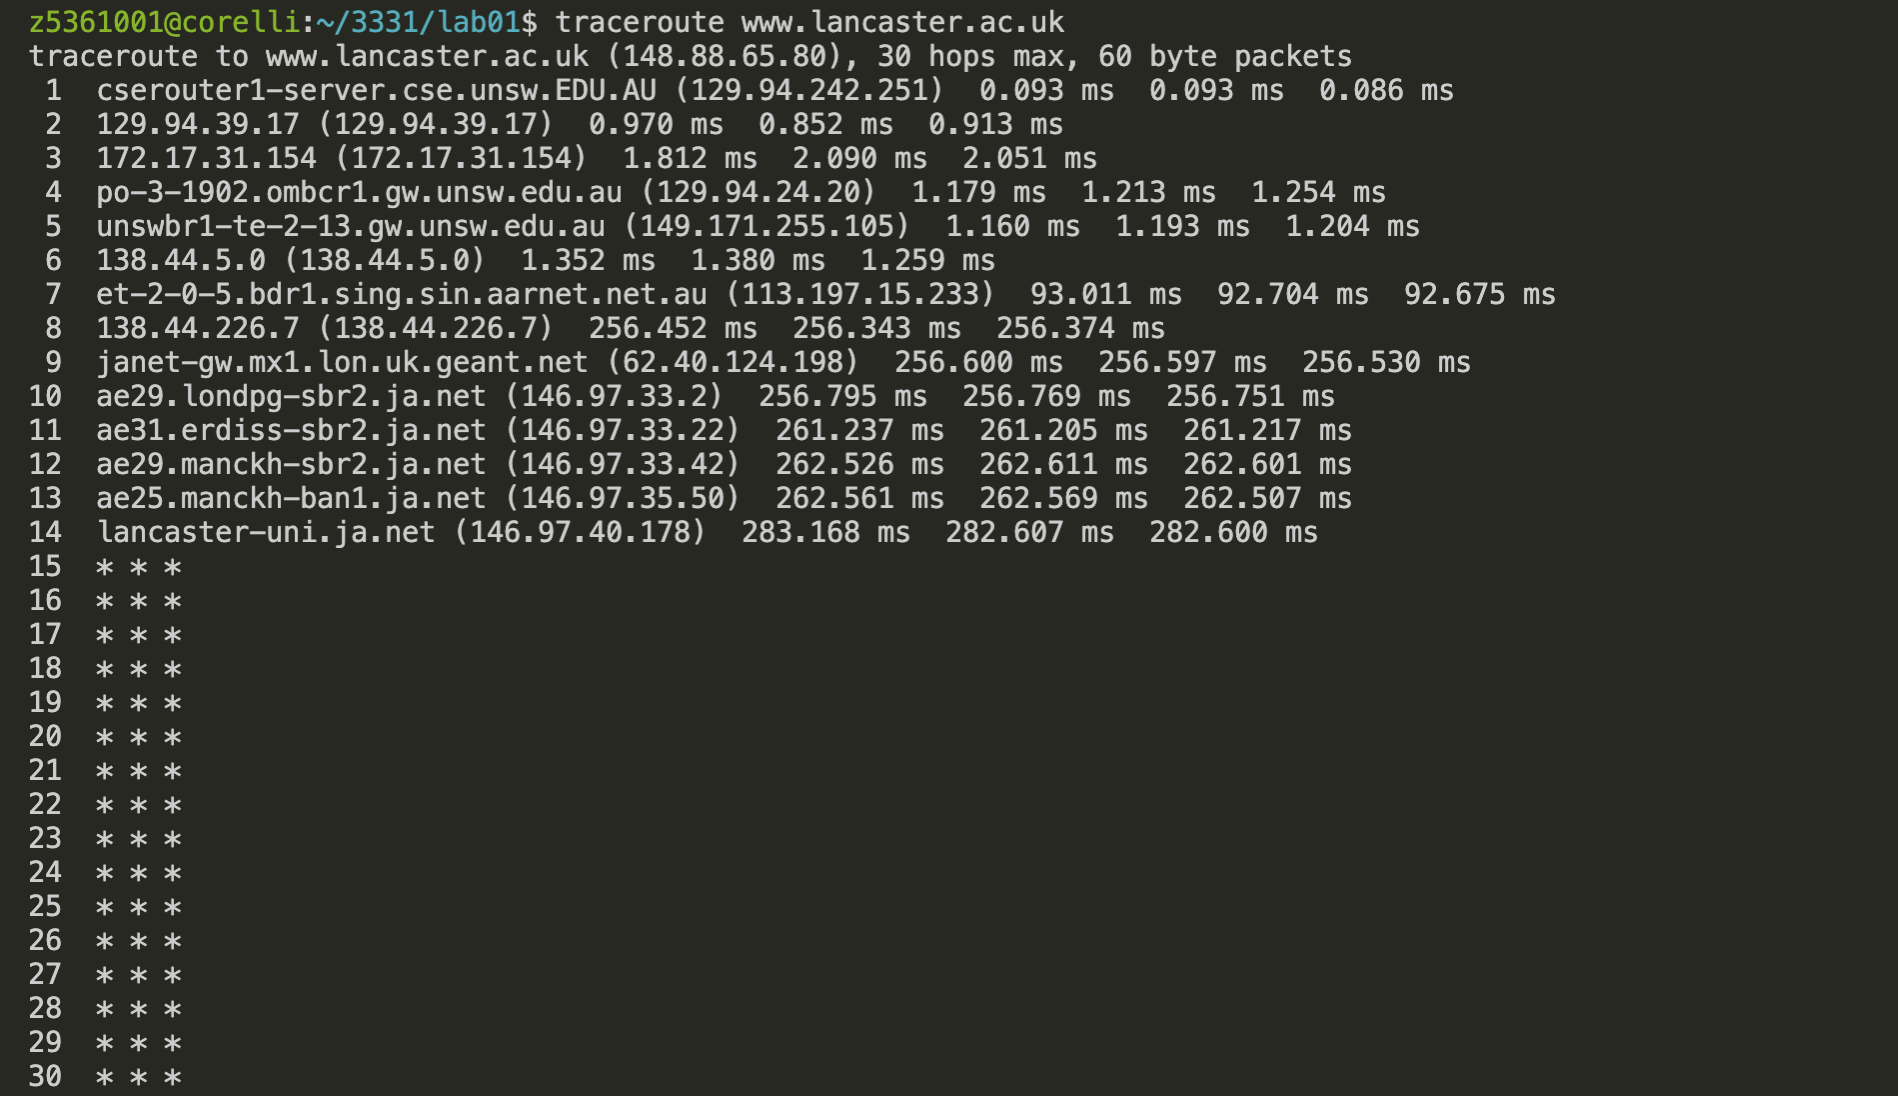 z5361001@corelli:~/3331/lab01$ traceroute www.lancaster.ac.uk
traceroute to www.lancaster.ac.uk (148.88.65.80), 30 hops max, 60 byte packets
 1  cserouter1-server.cse.unsw.EDU.AU (129.94.242.251)  0.093 ms  0.093 ms  0.086 ms
 2  129.94.39.17 (129.94.39.17)  0.970 ms  0.852 ms  0.913 ms
 3  172.17.31.154 (172.17.31.154)  1.812 ms  2.090 ms  2.051 ms
 4  po-3-1902.ombcr1.gw.unsw.edu.au (129.94.24.20)  1.179 ms  1.213 ms  1.254 ms
 5  unswbr1-te-2-13.gw.unsw.edu.au (149.171.255.105)  1.160 ms  1.193 ms  1.204 ms
 6  138.44.5.0 (138.44.5.0)  1.352 ms  1.380 ms  1.259 ms
 7  et-2-0-5.bdr1.sing.sin.aarnet.net.au (113.197.15.233)  93.011 ms  92.704 ms  92.675 ms
 8  138.44.226.7 (138.44.226.7)  256.452 ms  256.343 ms  256.374 ms
 9  janet-gw.mx1.lon.uk.geant.net (62.40.124.198)  256.600 ms  256.597 ms  256.530 ms
10  ae29.londpg-sbr2.ja.net (146.97.33.2)  256.795 ms  256.769 ms  256.751 ms
11  ae31.erdiss-sbr2.ja.net (146.97.33.22)  261.237 ms  261.205 ms  261.217 ms
12  ae29.manckh-sbr2.ja.net (146.97.33.42)  262.526 ms  262.611 ms  262.601 ms
13  ae25.manckh-ban1.ja.net (146.97.35.50)  262.561 ms  262.569 ms  262.507 ms
14  lancaster-uni.ja.net (146.97.40.178)  283.168 ms  282.607 ms  282.600 ms
15  * * *
16  * * *
17  * * *
18  * * *
19  * * *
20  * * *
21  * * *
22  * * *
23  * * *
24  * * *
25  * * *
26  * * *
27  * * *
28  * * *
29  * * *
30  * * *